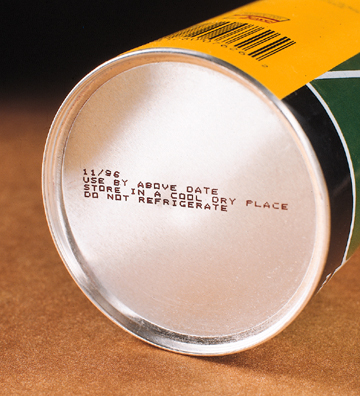 11/96
USE BY ABOVE DATE
STORE IN A COOL DRY PLACE
DO NOT REFRIGERATE